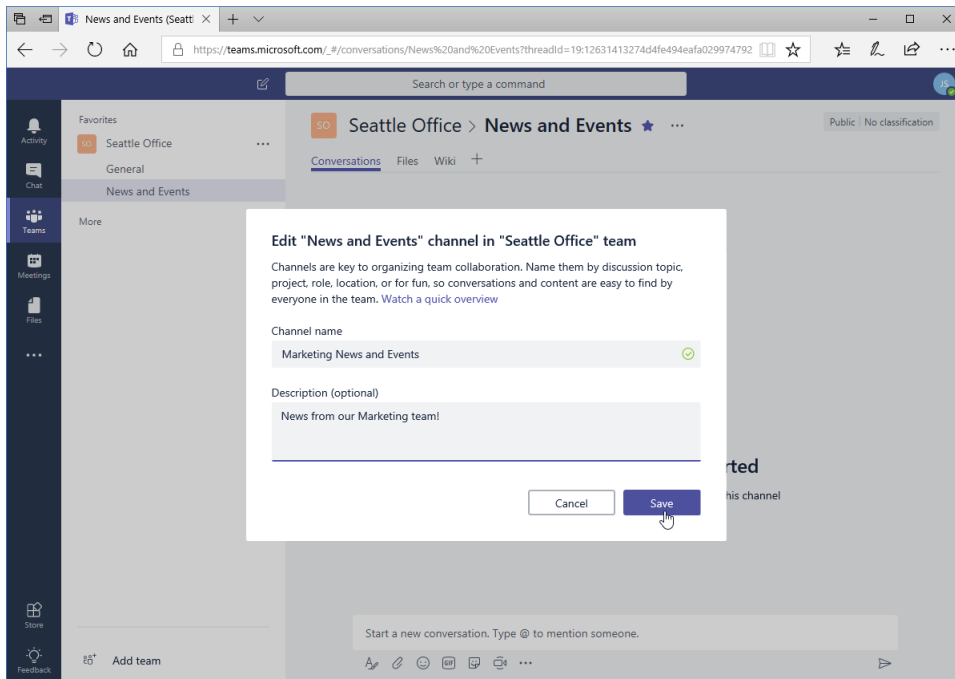 News and Events (Seattl
https://teams.microsoft.com/_#/conversations/News%20and%20Events?threadId=19:12631413274d4fe494eafa029974792
Search or type a command
JS
Activity
Chat
Teams
Meetings
Files
Store
Feedback
Favorites
SO Seattle Office
General
News and Events
More
Add team
SO Seattle Office > News and Events
Public | No classification
Conversations Files Wiki
Edit "News and Events" channel in "Seattle Office" team
Channels are key to organizing team collaboration. Name them by discussion topic,
project, role, location, or for fun, so conversations and content are easy to find by
everyone in the team. Watch a quick overview
Channel name
Marketing News and Events
Description (optional)
News from our Marketing team!
Cancel Save
rted
his channel
Start a new conversation. Type @ to mention someone.
GIF